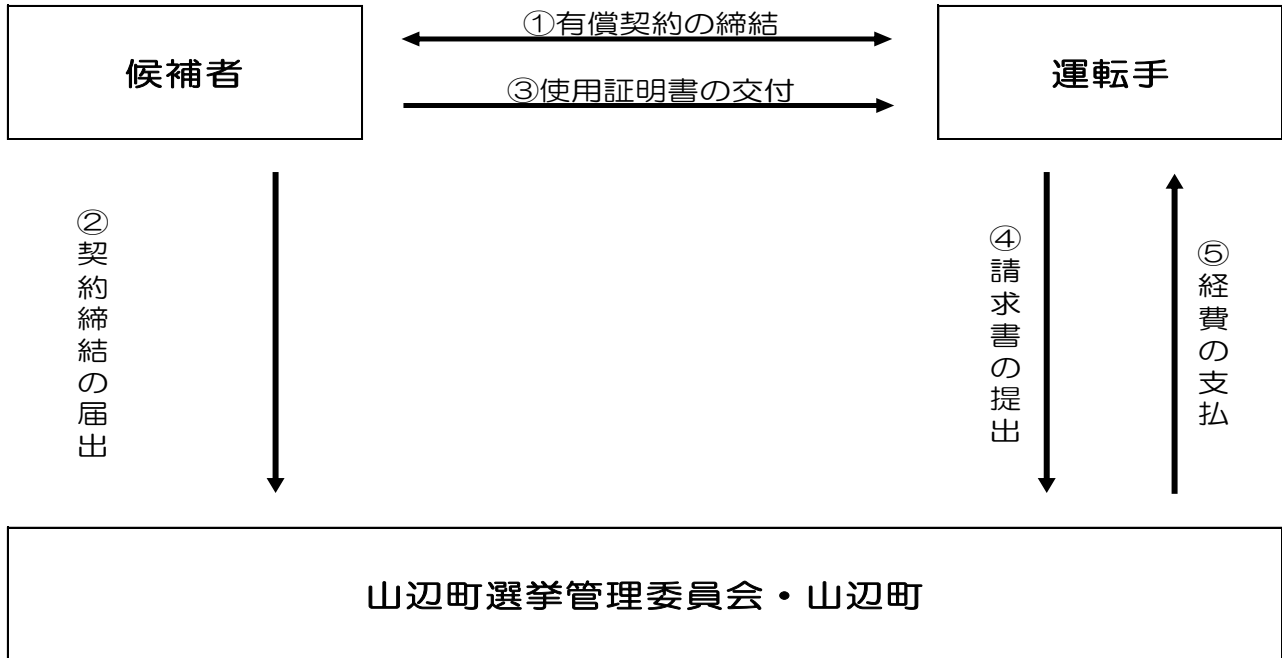 ①有償契約の締結
候補者
運転手
③使用証明書の交付
②契約締結の届出
④請求書の提出
⑤経費の支払
山辺町選挙管理委員会・山辺町